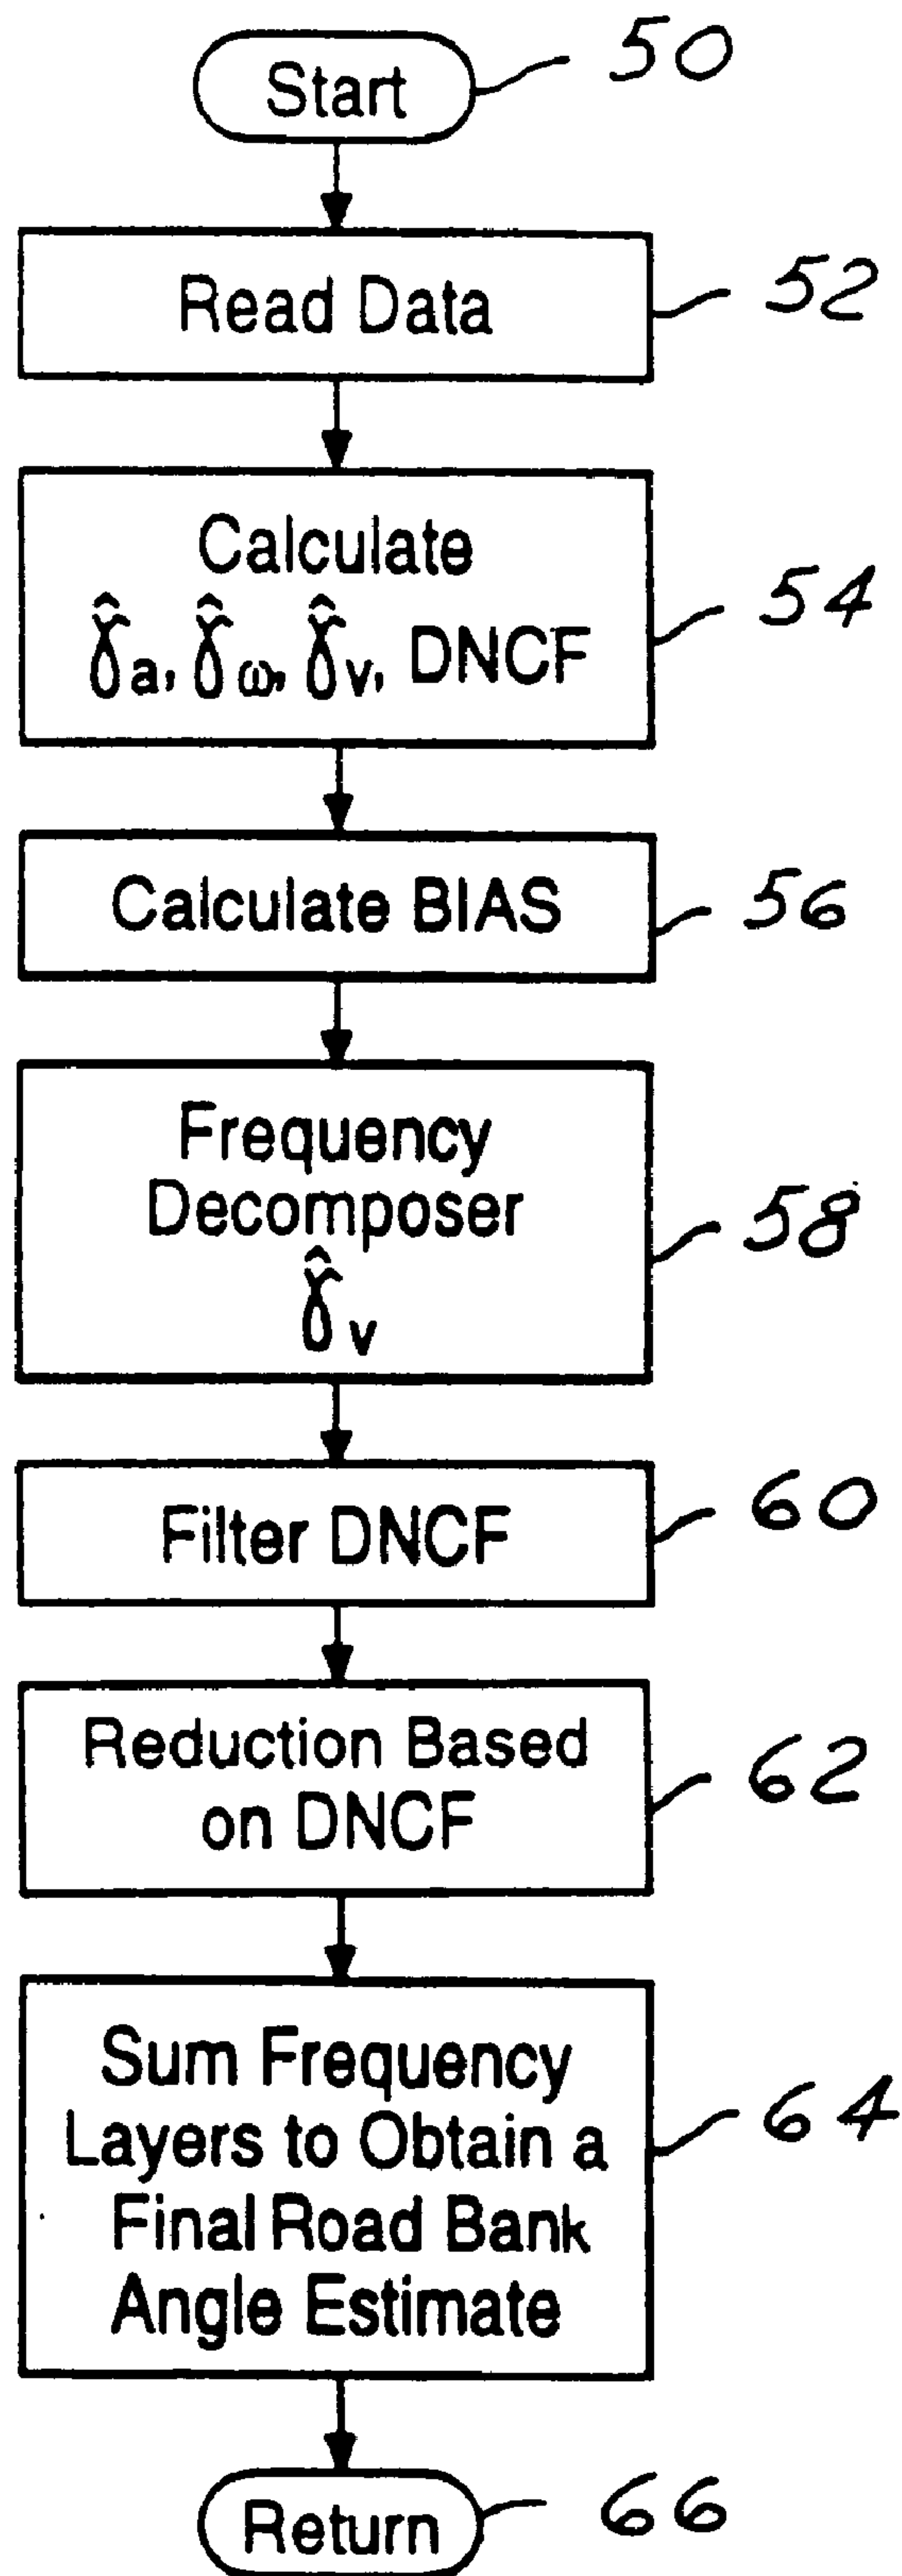 Start 50
Read Data 52
Calculate
γ̂a, γ̂ω, γ̂v, DNCF 54
Calculate BIAS 56
Frequency
Decomposer 58
γ̂v
Filter DNCF 60
Reduction Based
on DNCF 62
Sum Frequency
Layers to Obtain a 64
Final Road Bank
Angle Estimate
Return 66